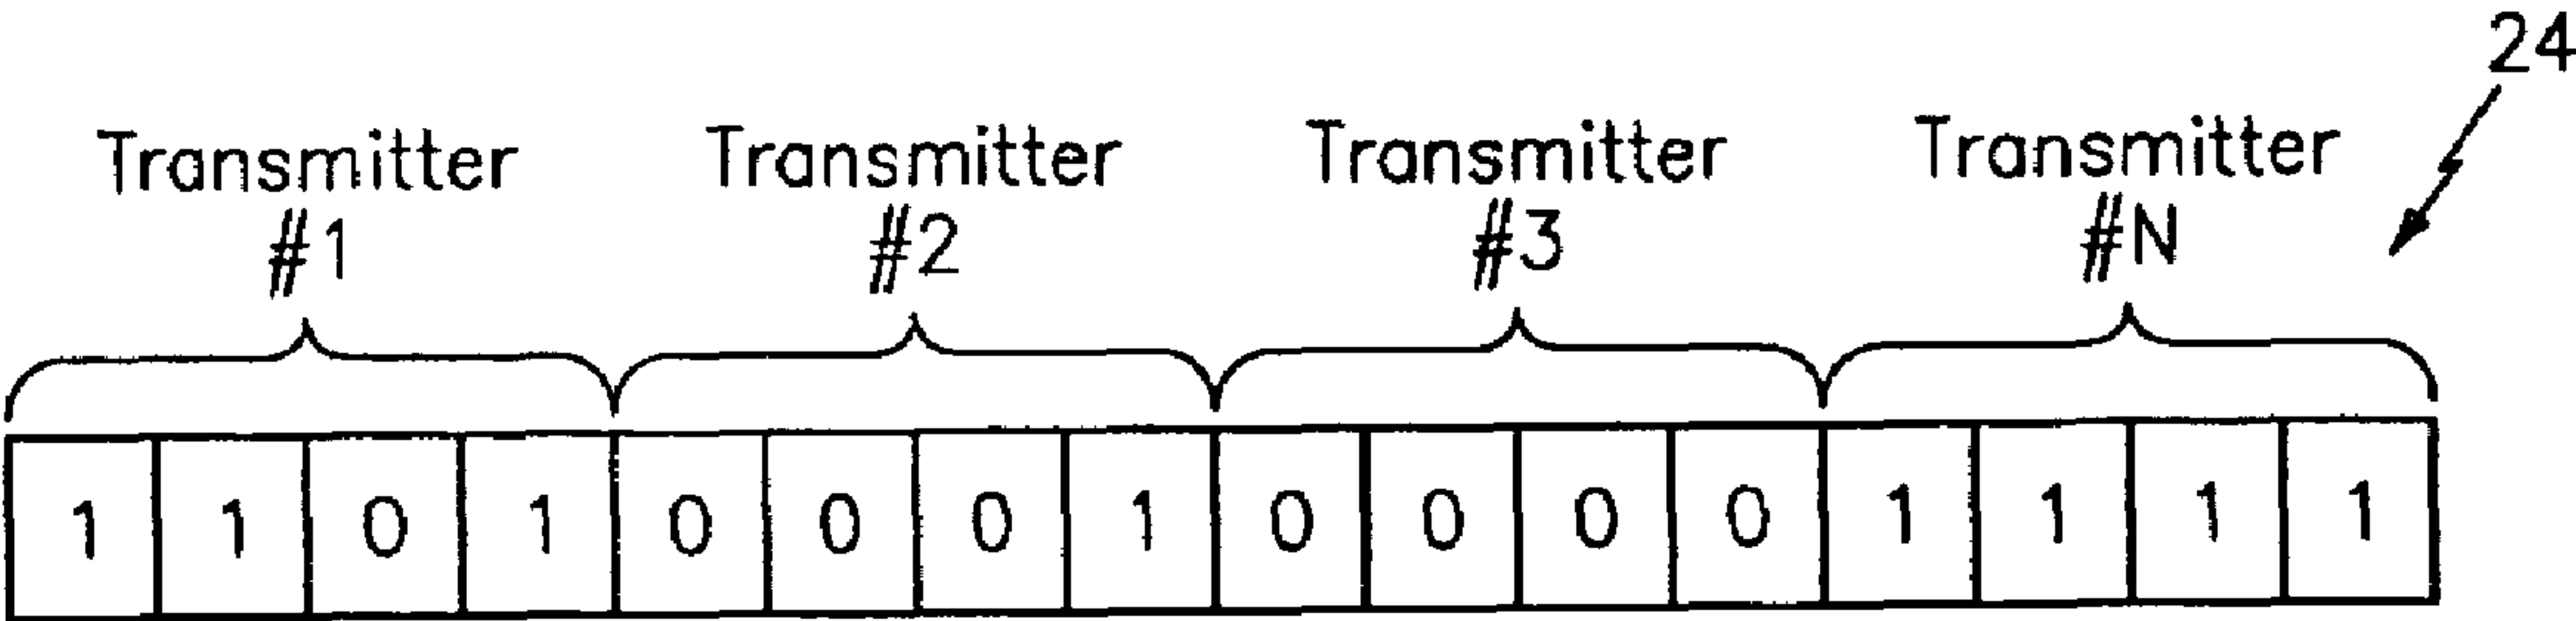 24
Transmitter #1
Transmitter #2
Transmitter #3
Transmitter #N
1 1 0 1 0 0 0 1 0 0 0 0 1 1 1 1